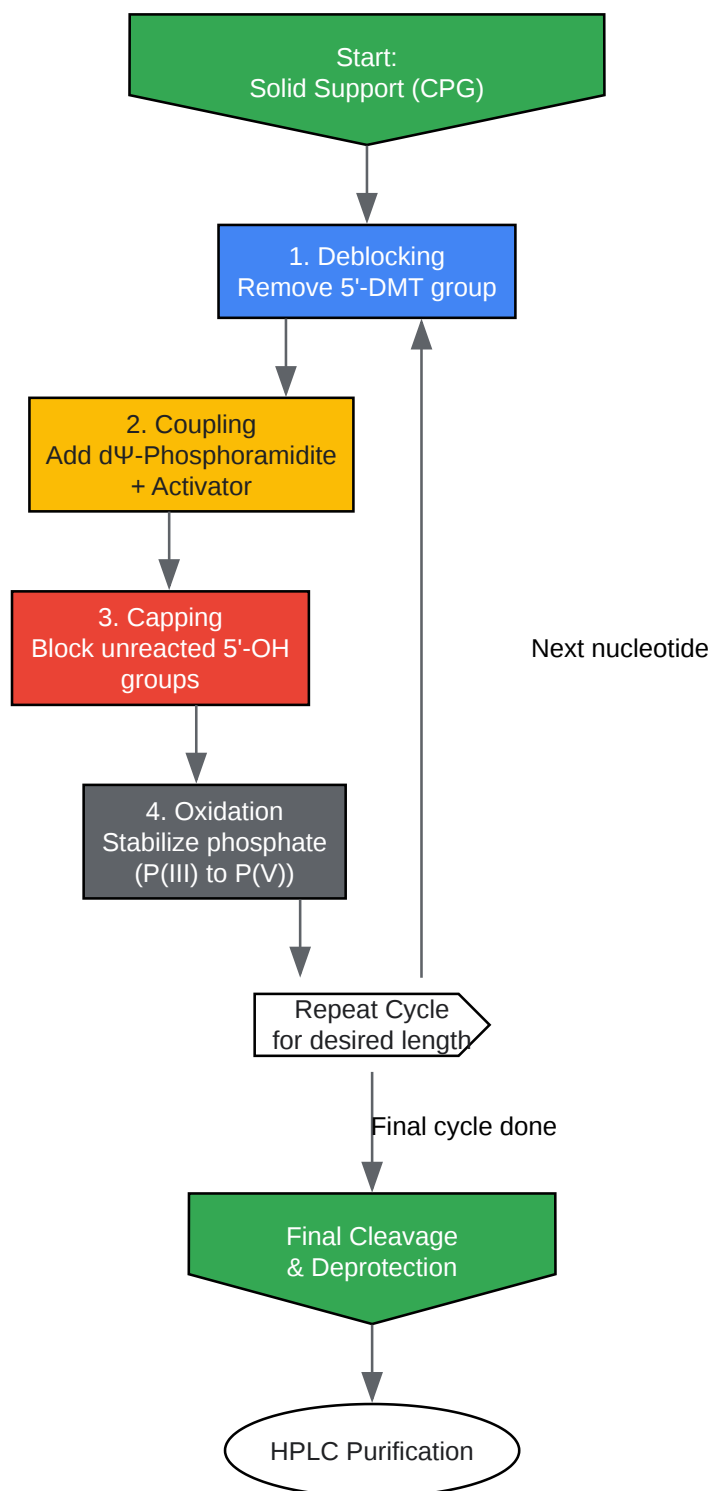 Start:
Solid Support (CPG)
1. Deblocking
Remove 5'-DMT group
2. Coupling
Add dΨ-Phosphoramidite
+ Activator
3. Capping
Block unreacted 5'-OH
groups
Next nucleotide
4. Oxidation
Stabilize phosphate
(P(III) to P(V))
Repeat Cycle
for desired length
Final cycle done
Final Cleavage
& Deprotection
HPLC Purification